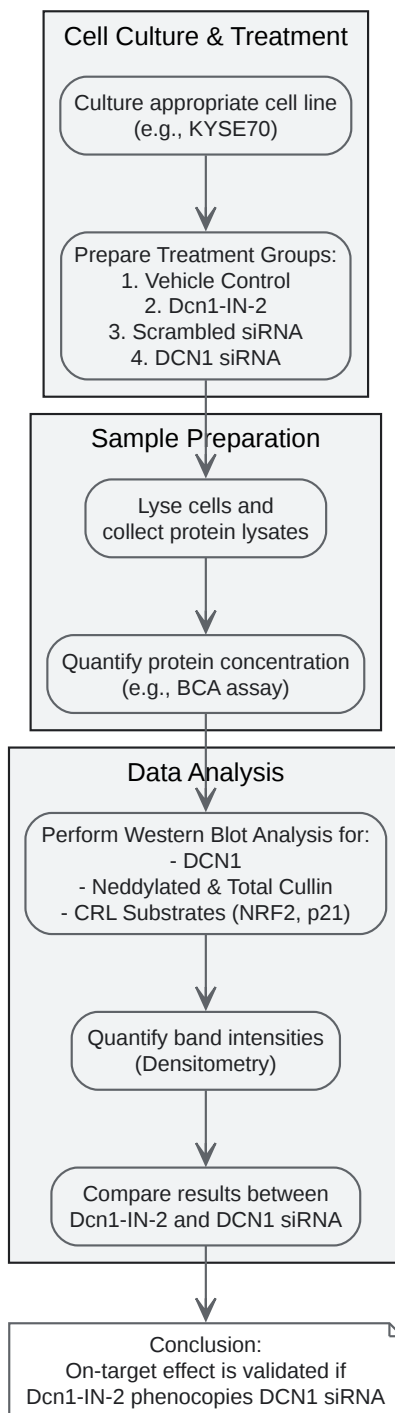 Cell Culture & Treatment
Culture appropriate cell line
(e.g., KYSE70)
Prepare Treatment Groups:
1. Vehicle Control
2. Dcn1-IN-2
3. Scrambled siRNA
4. DCN1 siRNA
Sample Preparation
Lyse cells and
collect protein lysates
Quantify protein concentration
(e.g., BCA assay)
Data Analysis
Perform Western Blot Analysis for:
- DCN1
- Neddylated & Total Cullin
- CRL Substrates (NRF2, p21)
Quantify band intensities
(Densitometry)
Compare results between
Dcn1-IN-2 and DCN1 siRNA
Conclusion:
On-target effect is validated if
Dcn1-IN-2 phenocopies DCN1 siRNA